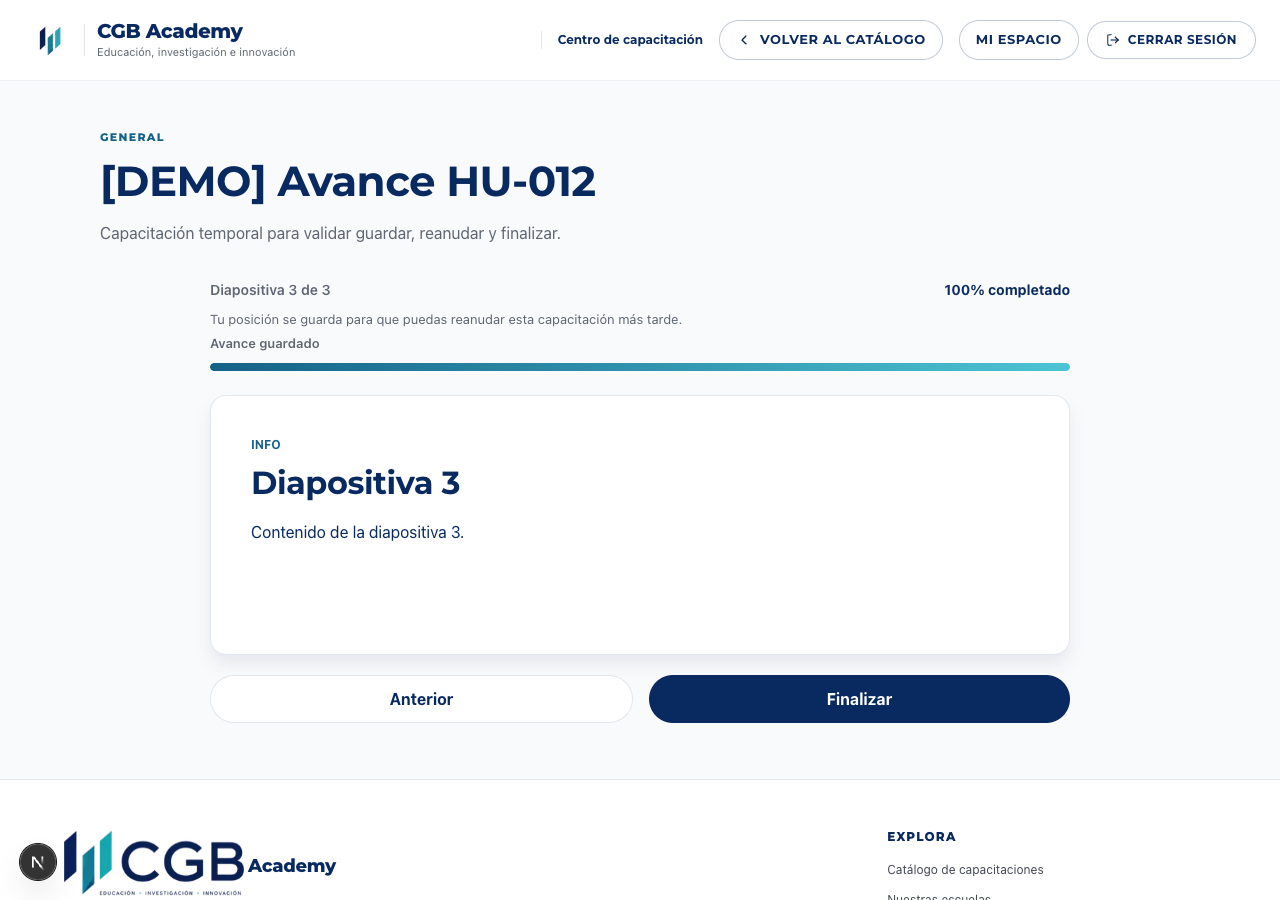 CGB Academy
Educación, investigación e innovación
Centro de capacitación
VOLVER AL CATÁLOGO
MI ESPACIO
CERRAR SESIÓN
GENERAL
[DEMO] Avance HU-012
Capacitación temporal para validar guardar, reanudar y finalizar.
Diapositiva 3 de 3
100% completado
Tu posición se guarda para que puedas reanudar esta capacitación más tarde.
Avance guardado
INFO
Diapositiva 3
Contenido de la diapositiva 3.
Anterior
Finalizar
N
CGB Academy
EDUCACIÓN - INVESTIGACIÓN - INNOVACIÓN
EXPLORA
Catálogo de capacitaciones
Nuestras escuelas